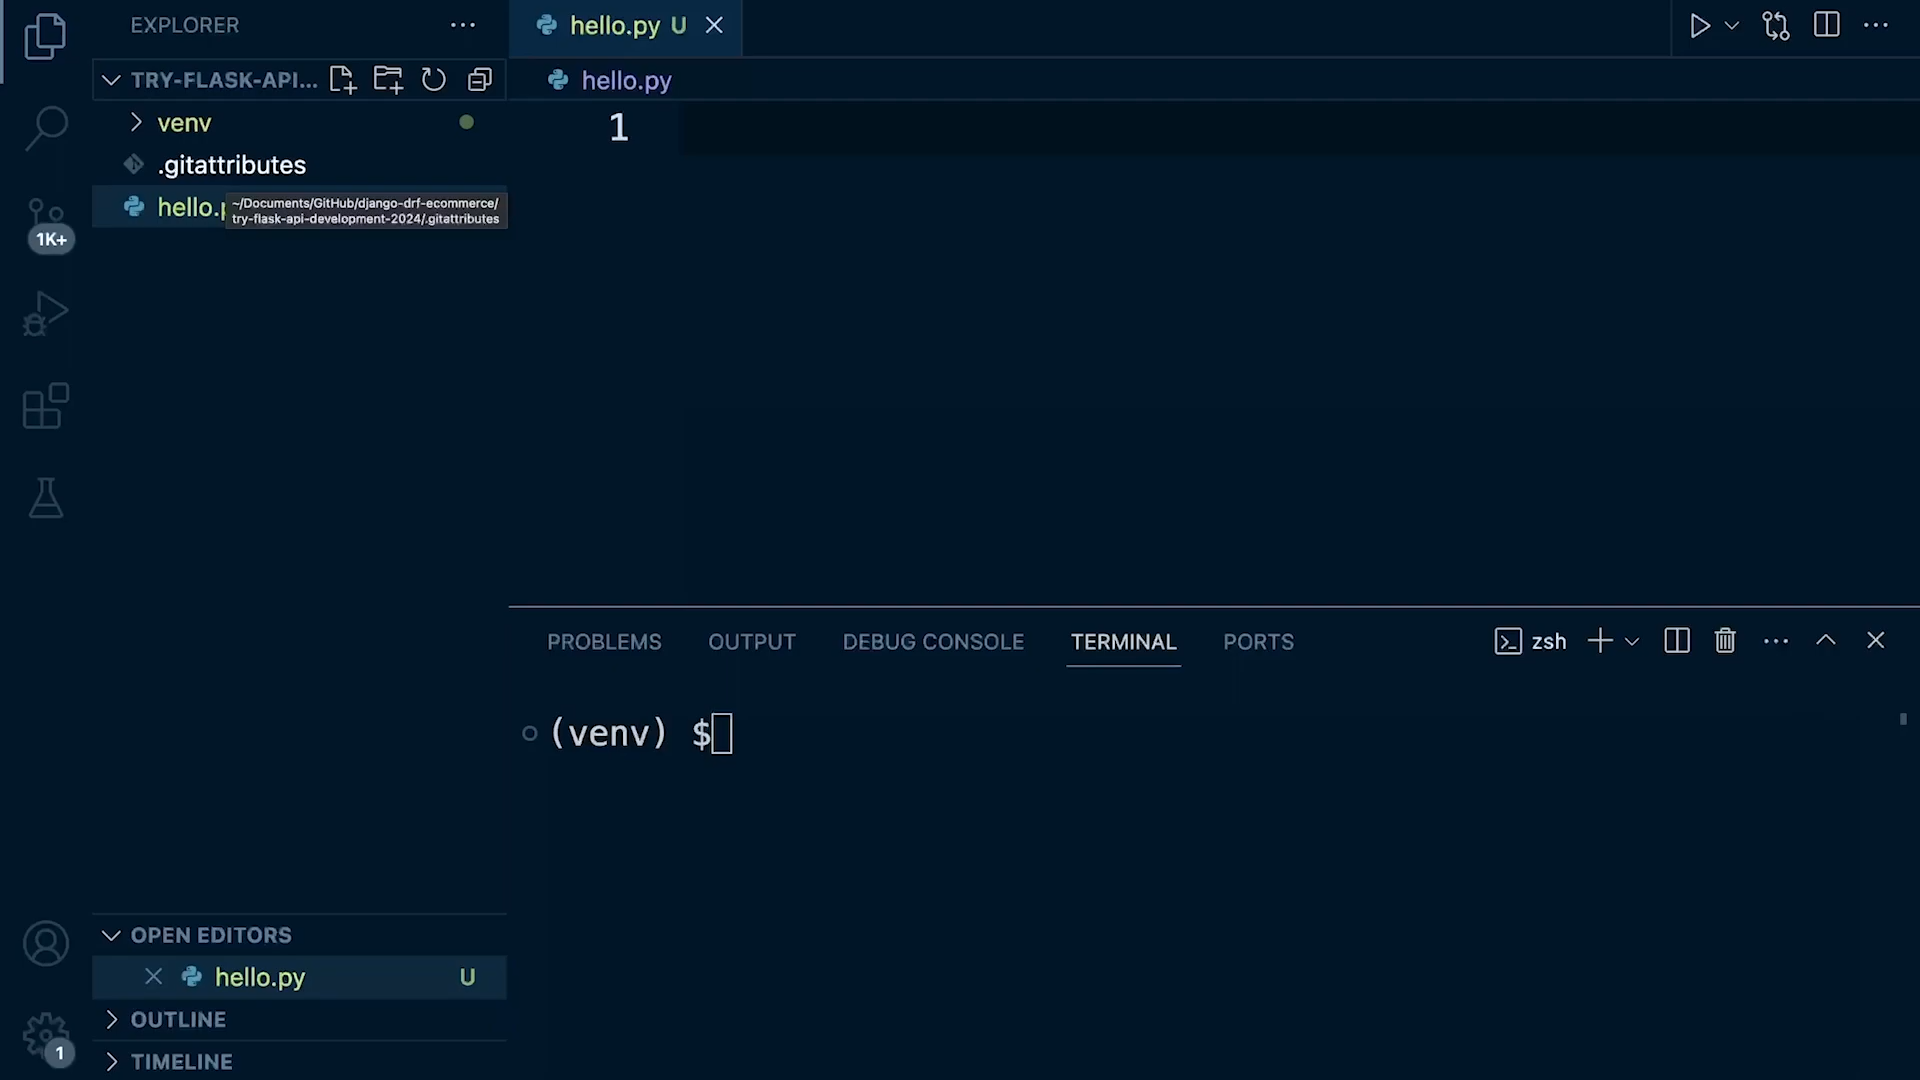 EXPLORER
hello.py U
TRY-FLASK-API...
hello.py
venv
1
.gitattributes
hello.p
~/Documents/GitHub/django-drf-ecommerce/
try-flask-api-development-2024/.gitattributes
1K+
PROBLEMS OUTPUT DEBUG CONSOLE TERMINAL PORTS
zsh
(venv) $
OPEN EDITORS
hello.py U
OUTLINE
1
TIMELINE